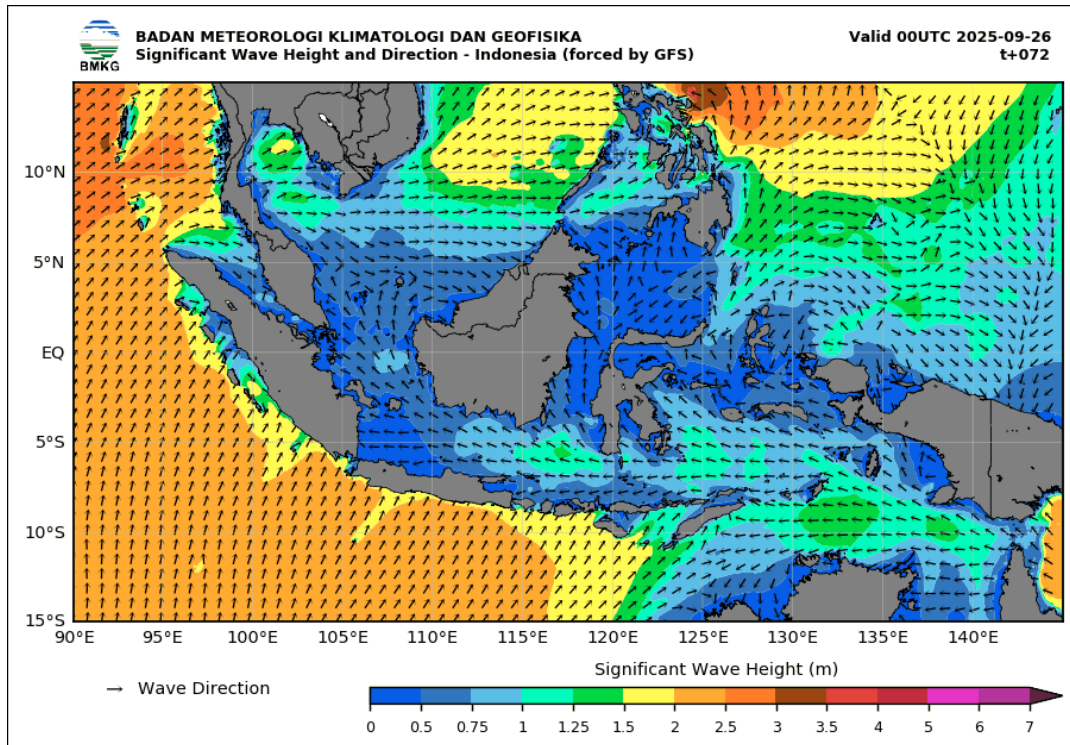 BADAN METEOROLOGI KLIMATOLOGI DAN GEOFISIKA
Valid 00UTC 2025-09-26
Significant Wave Height and Direction - Indonesia (forced by GFS)
t+072
BMKG
10°N
5°N
EQ
5°S
10°S
15°S
90°E 95°E 100°E 105°E 110°E 115°E 120°E 125°E 130°E 135°E 140°E
Significant Wave Height (m)
→ Wave Direction
0 0.5 0.75 1 1.25 1.5 2 2.5 3 3.5 4 5 6 7